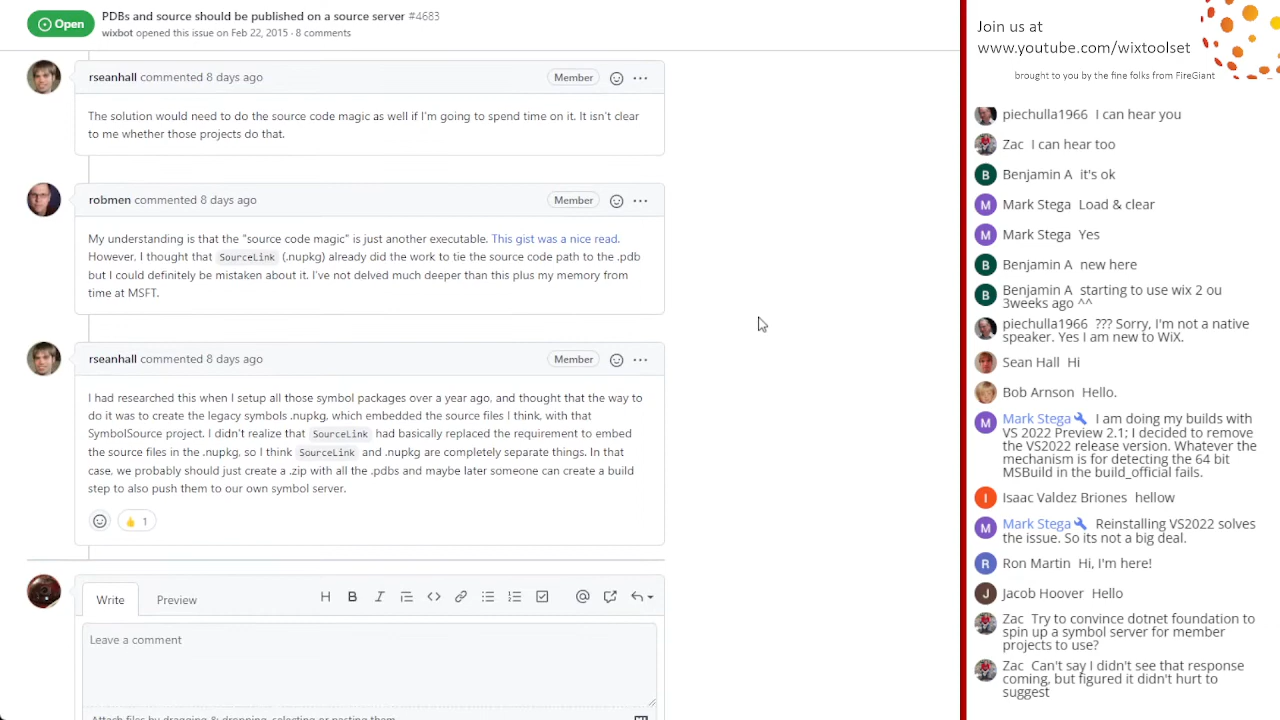 Open
PDBs and source should be published on a source server #4683
wixbot opened this issue on Feb 22, 2015 · 8 comments
rseanhall commented 8 days ago
Member
The solution would need to do the source code magic as well if I'm going to spend time on it. It isn't clear
to me whether those projects do that.
robmen commented 8 days ago
Member
My understanding is that the "source code magic" is just another executable. This gist was a nice read.
However, I thought that SourceLink (.nupkg) already did the work to tie the source code path to the .pdb
but I could definitely be mistaken about it. I've not delved much deeper than this plus my memory from
time at MSFT.
rseanhall commented 8 days ago
Member
I had researched this when I setup all those symbol packages over a year ago, and thought that the way to
do it was to create the legacy symbols .nupkg, which embedded the source files I think, with that
SymbolSource project. I didn't realize that SourceLink had basically replaced the requirement to embed
the source files in the .nupkg, so I think SourceLink and .nupkg are completely separate things. In that
case, we probably should just create a .zip with all the .pdbs and maybe later someone can create a build
step to also push them to our own symbol server.
1
Write
Preview
Leave a comment
Attach files by dragging & dropping, selecting or pasting them.
Join us at
www.youtube.com/wixtoolset
brought to you by the fine folks from FireGiant
piechulla1966 I can hear you
Zac I can hear too
B Benjamin A it's ok
M Mark Stega Load & clear
M Mark Stega Yes
B Benjamin A new here
B Benjamin A starting to use wix 2 ou
3weeks ago ^^
piechulla1966 ??? Sorry, I'm not a native
speaker. Yes I am new to WiX.
Sean Hall Hi
Bob Arnson Hello.
M Mark Stega I am doing my builds with
VS 2022 Preview 2.1; I decided to remove
the VS2022 release version. Whatever the
mechanism is for detecting the 64 bit
MSBuild in the build_official fails.
I Isaac Valdez Briones hellow
M Mark Stega Reinstalling VS2022 solves
the issue. So its not a big deal.
R Ron Martin Hi, I'm here!
J Jacob Hoover Hello
Zac Try to convince dotnet foundation to
spin up a symbol server for member
projects to use?
Zac Can't say I didn't see that response
coming, but figured it didn't hurt to
suggest